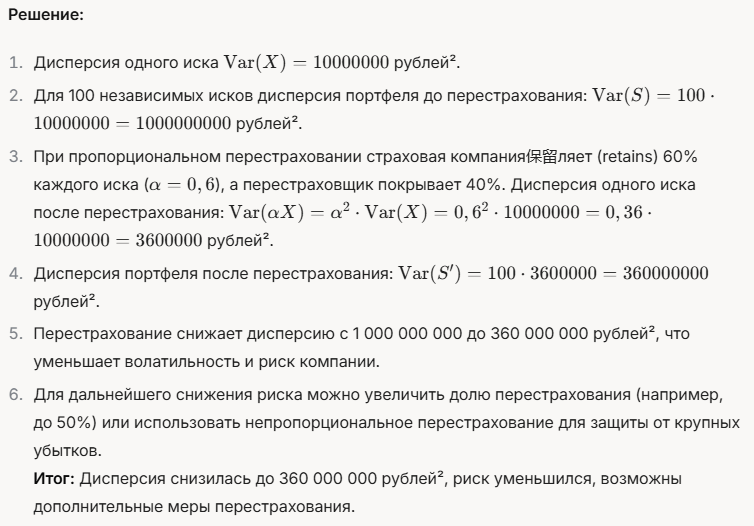 Решение:
1. Дисперсия одного иска Var(X) = 10000000 рублей².
2. Для 100 независимых исков дисперсия портфеля до перестрахования: Var(S) = 100 ·
10000000 = 1000000000 рублей².
3. При пропорциональном перестраховании страховая компания保留ляет (retains) 60%
каждого иска (α = 0, 6), а перестраховщик покрывает 40%. Дисперсия одного иска
после перестрахования: Var(αX) = α² · Var(X) = 0, 6² · 10000000 = 0, 36 ·
10000000 = 3600000 рублей².
4. Дисперсия портфеля после перестрахования: Var(S′) = 100 · 3600000 = 360000000
рублей².
5. Перестрахование снижает дисперсию с 1 000 000 000 до 360 000 000 рублей², что
уменьшает волатильность и риск компании.
6. Для дальнейшего снижения риска можно увеличить долю перестрахования (например,
до 50%) или использовать непропорциональное перестрахование для защиты от крупных
убытков.
Итог: Дисперсия снизилась до 360 000 000 рублей², риск уменьшился, возможны
дополнительные меры перестрахования.